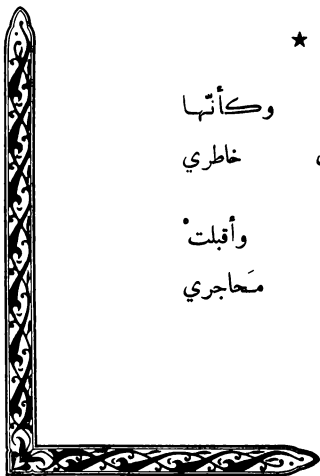 وكأنّها
خاطري
وأقبلتْ
مَحاجري